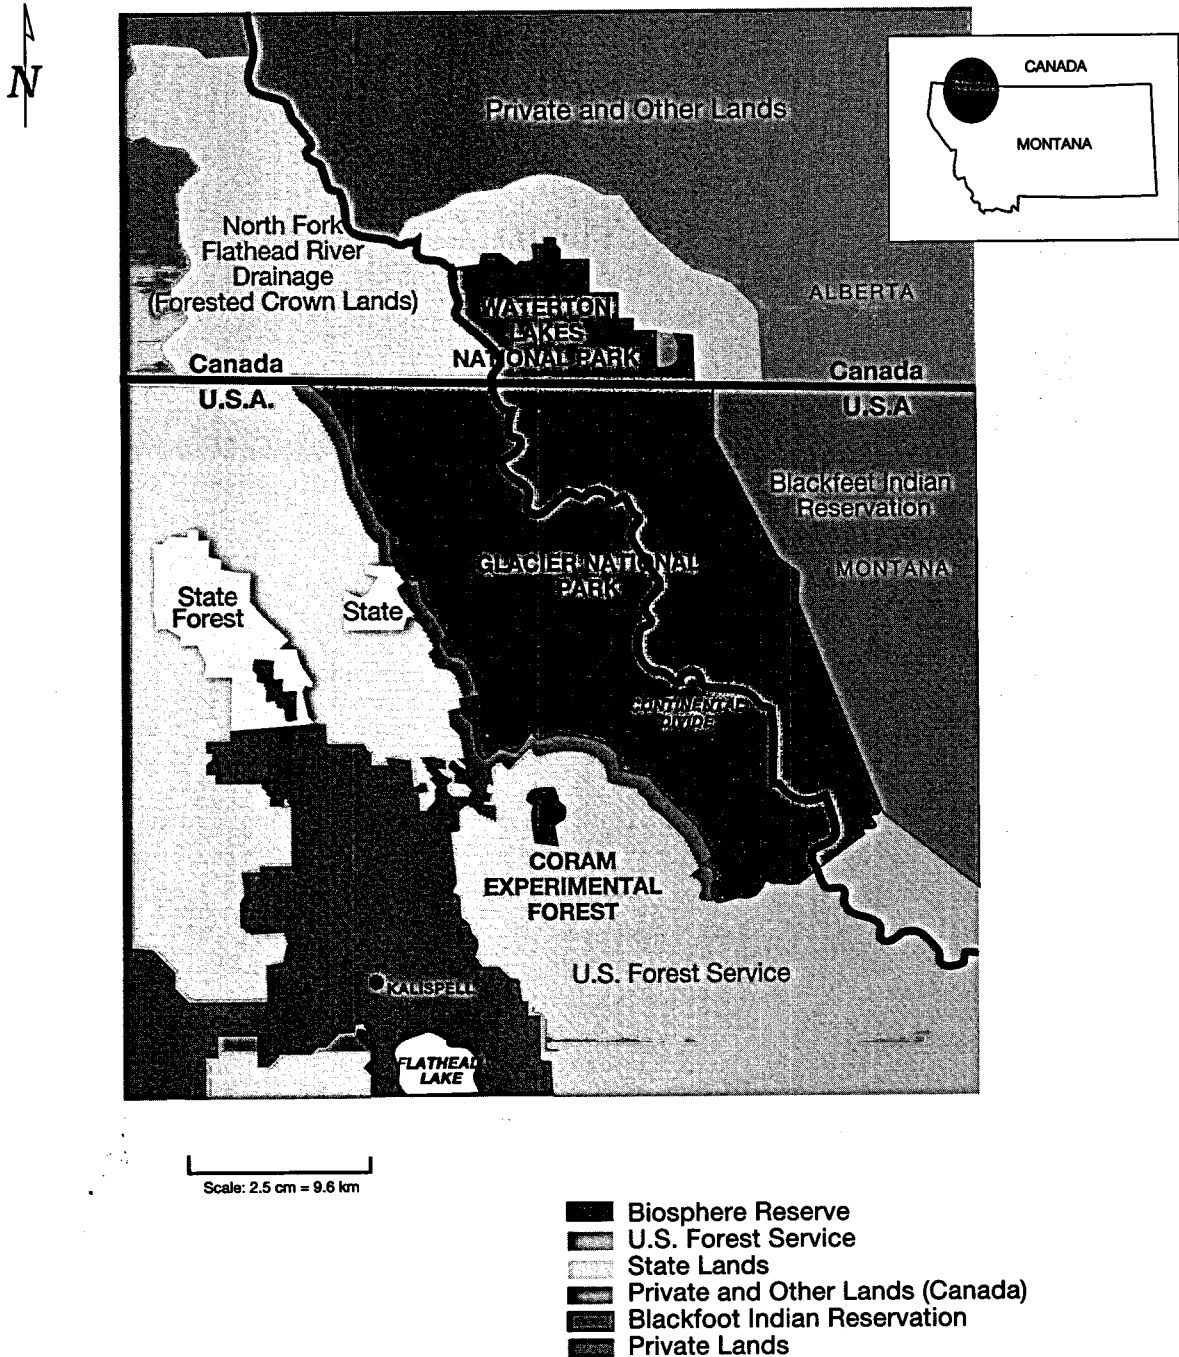 N
CANADA
MONTANA
Private and Other Lands
North Fork
Flathead River
Drainage
(Forested Crown Lands)
ALBERTA
WATERTON
LAKES
NATIONAL PARK
Canada
U.S.A.
Canada
U.S.A
Blackfeet Indian
Reservation
MONTANA
GLACIER NATIONAL
PARK
State
Forest
State
CONTINENTAL
DIVIDE
CORAM
EXPERIMENTAL
FOREST
U.S. Forest Service
KALISPELL
FLATHEAD
LAKE
Scale: 2.5 cm = 9.6 km
Biosphere Reserve
U.S. Forest Service
State Lands
Private and Other Lands (Canada)
Blackfoot Indian Reservation
Private Lands